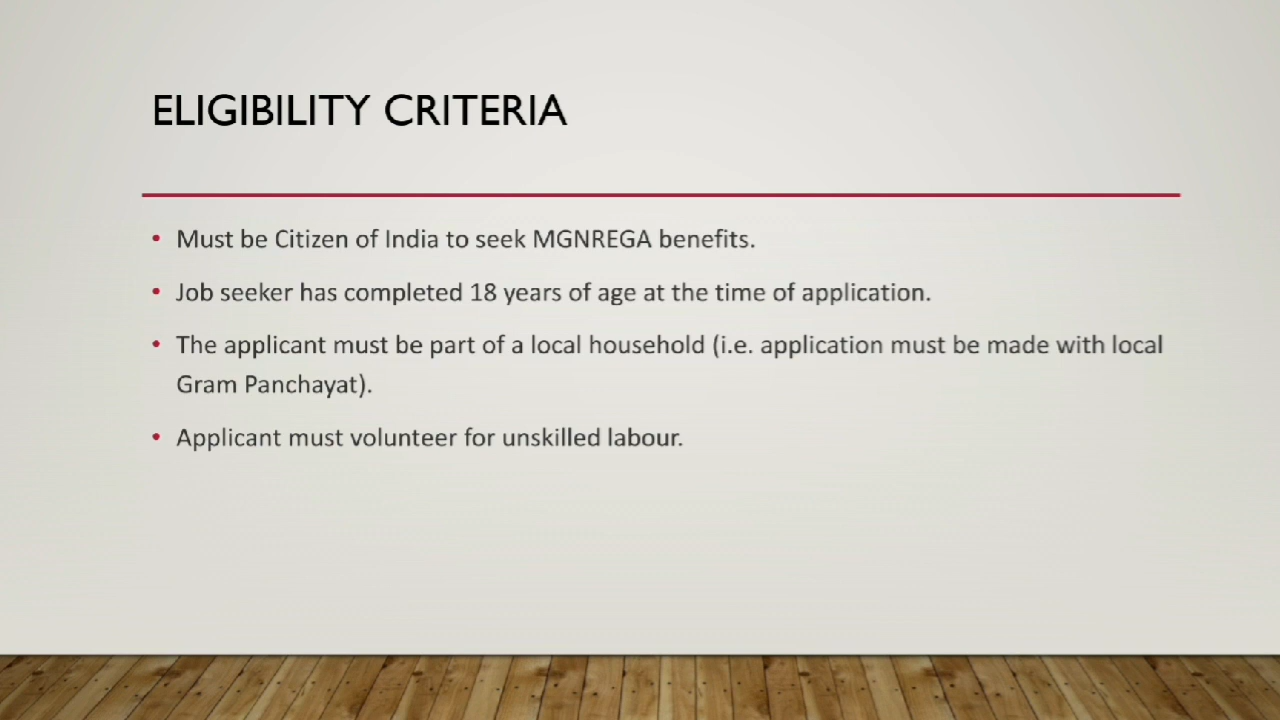 ELIGIBILITY CRITERIA
• Must be Citizen of India to seek MGNREGA benefits.
• Job seeker has completed 18 years of age at the time of application.
• The applicant must be part of a local household (i.e. application must be made with local
Gram Panchayat).
• Applicant must volunteer for unskilled labour.